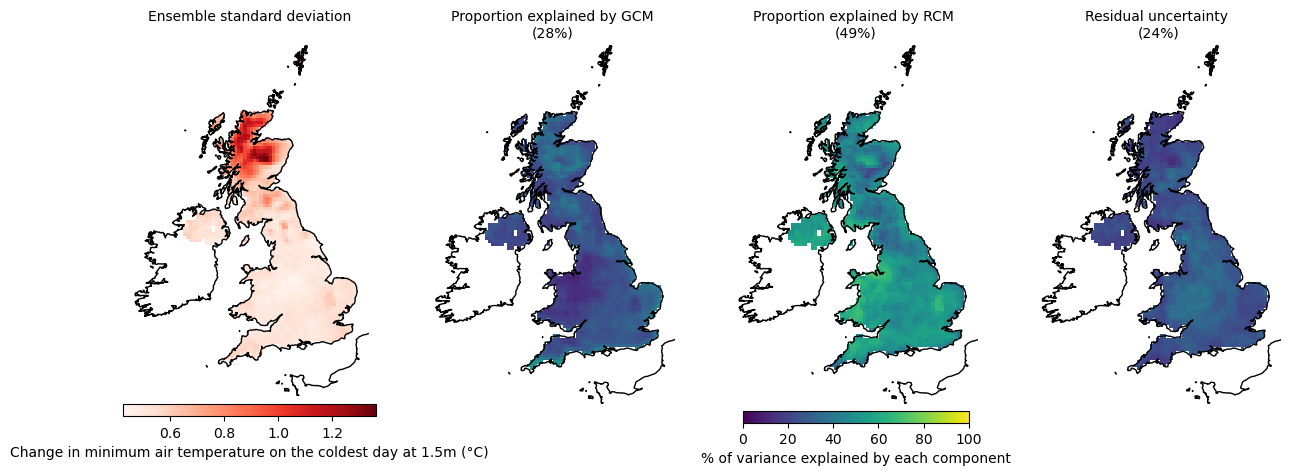 Ensemble standard deviation
Proportion explained by GCM
(28%)
Proportion explained by RCM
(49%)
Residual uncertainty
(24%)
0.6 0.8 1.0 1.2
Change in minimum air temperature on the coldest day at 1.5m (°C)
0 20 40 60 80 100
% of variance explained by each component